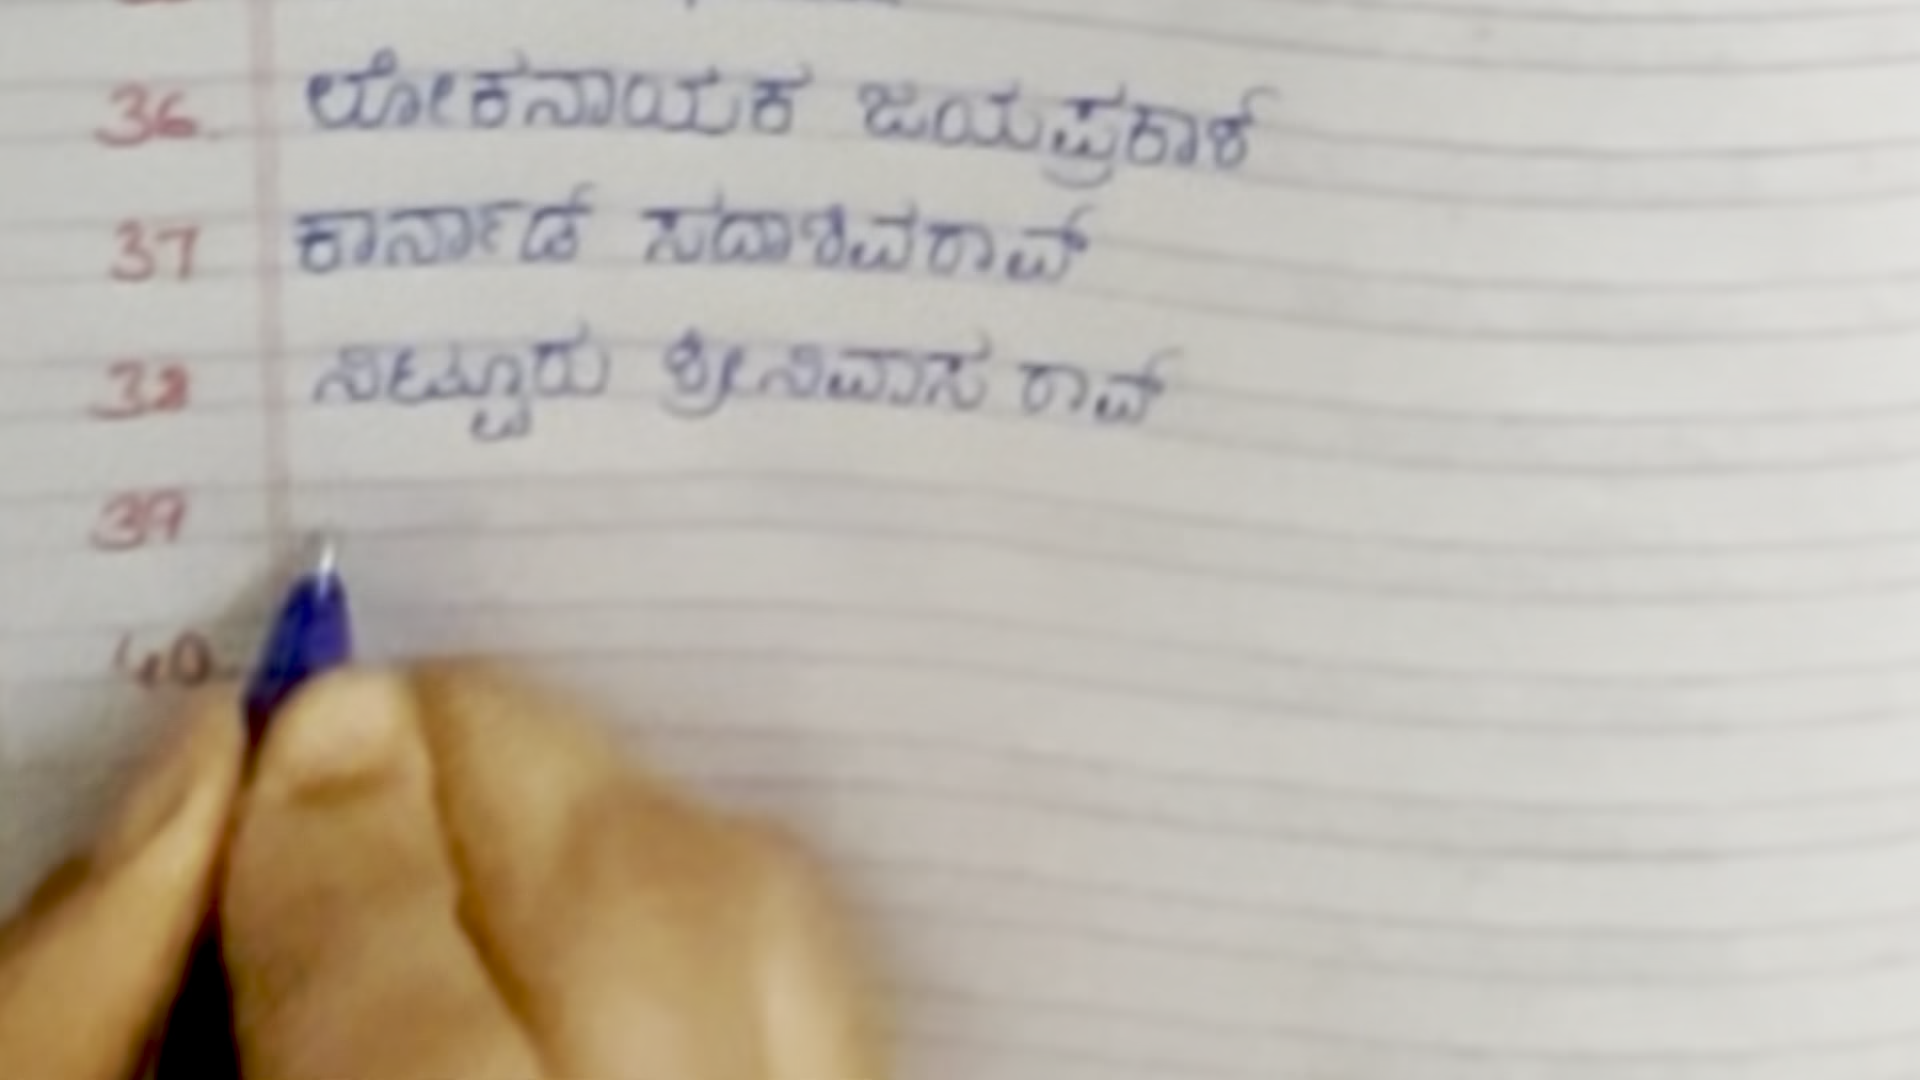 36. ಲೋಕನಾಯಕ ಜಯಪ್ರಕಾಶ್
37 ಕಾರ್ನಾಡ್ ಸದಾಶಿವರಾವ್
38 ನಿಟ್ಟೂರು ಶ್ರೀನಿವಾಸ ರಾವ್
39
40.